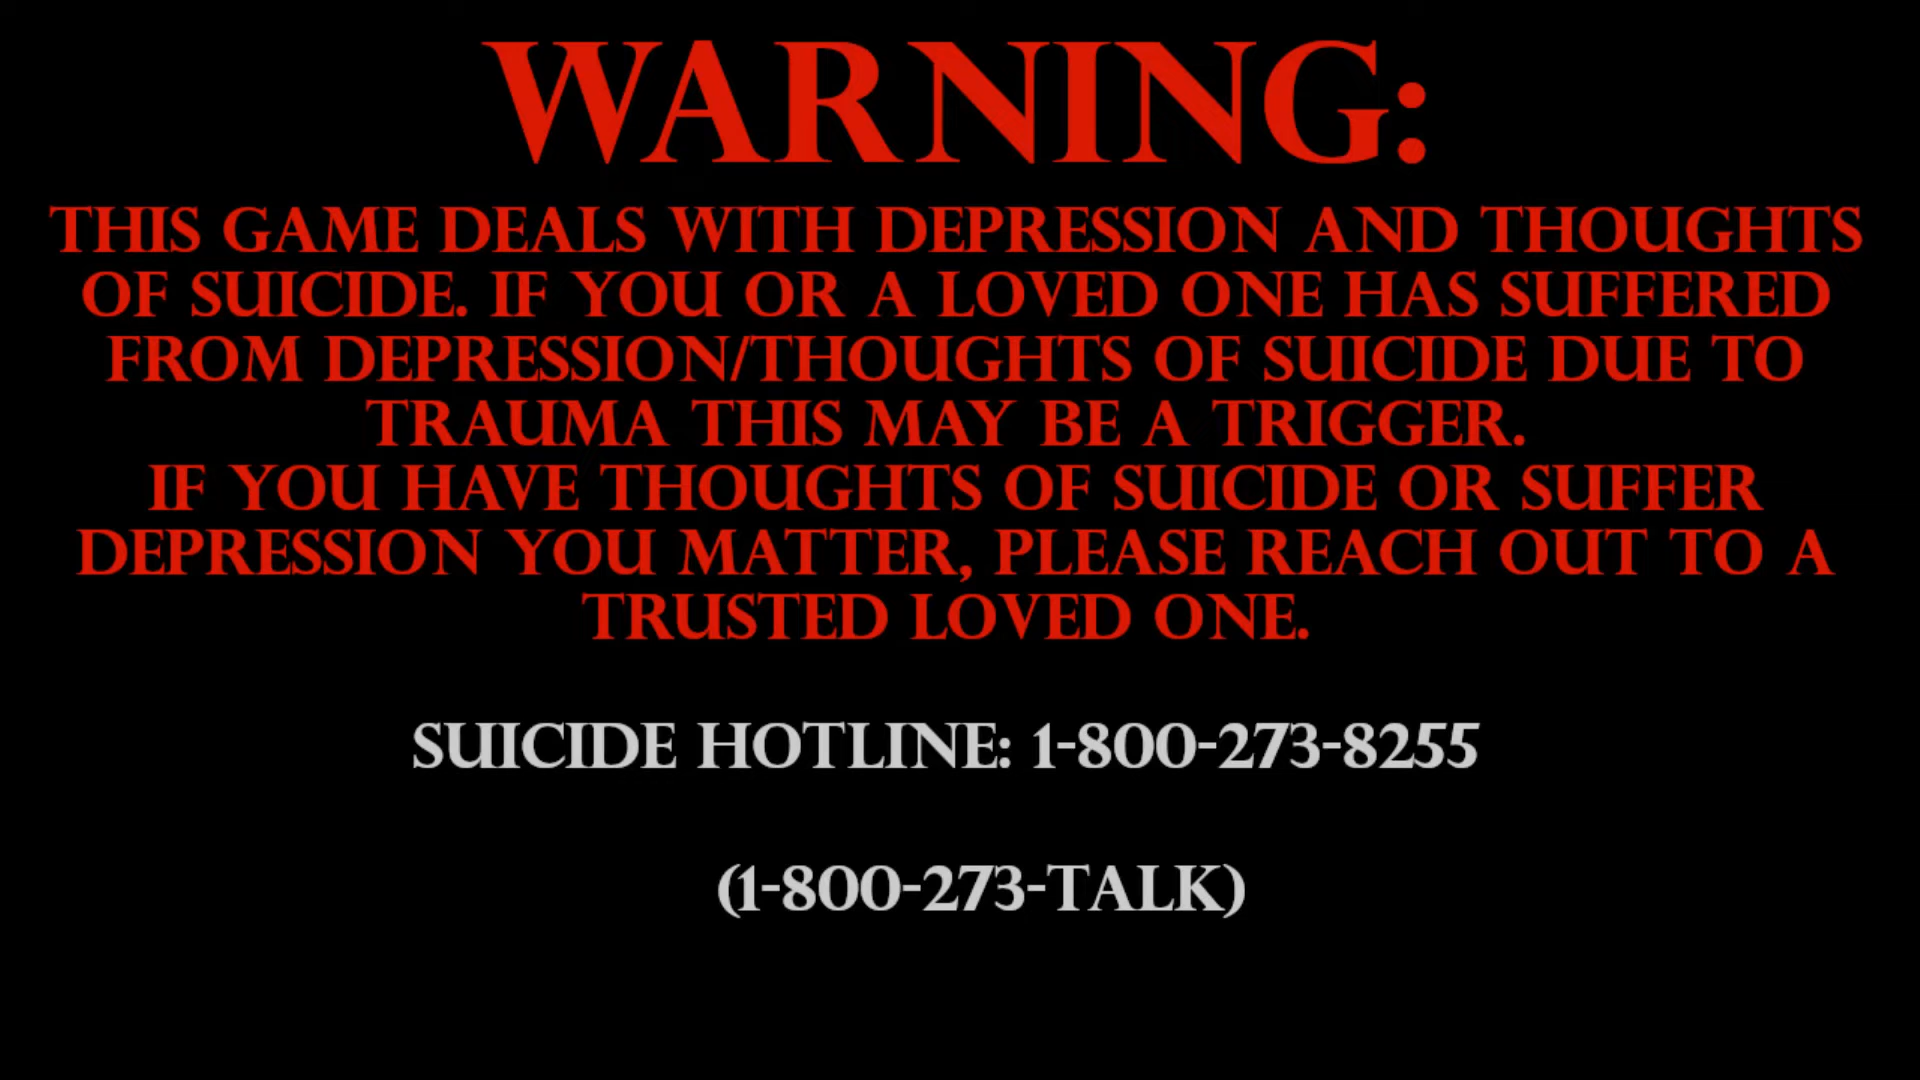 WARNING:
THIS GAME DEALS WITH DEPRESSION AND THOUGHTS
OF SUICIDE. IF YOU OR A LOVED ONE HAS SUFFERED
FROM DEPRESSION/THOUGHTS OF SUICIDE DUE TO
TRAUMA THIS MAY BE A TRIGGER.
IF YOU HAVE THOUGHTS OF SUICIDE OR SUFFER
DEPRESSION YOU MATTER, PLEASE REACH OUT TO A
TRUSTED LOVED ONE.
SUICIDE HOTLINE: 1-800-273-8255
(1-800-273-TALK)